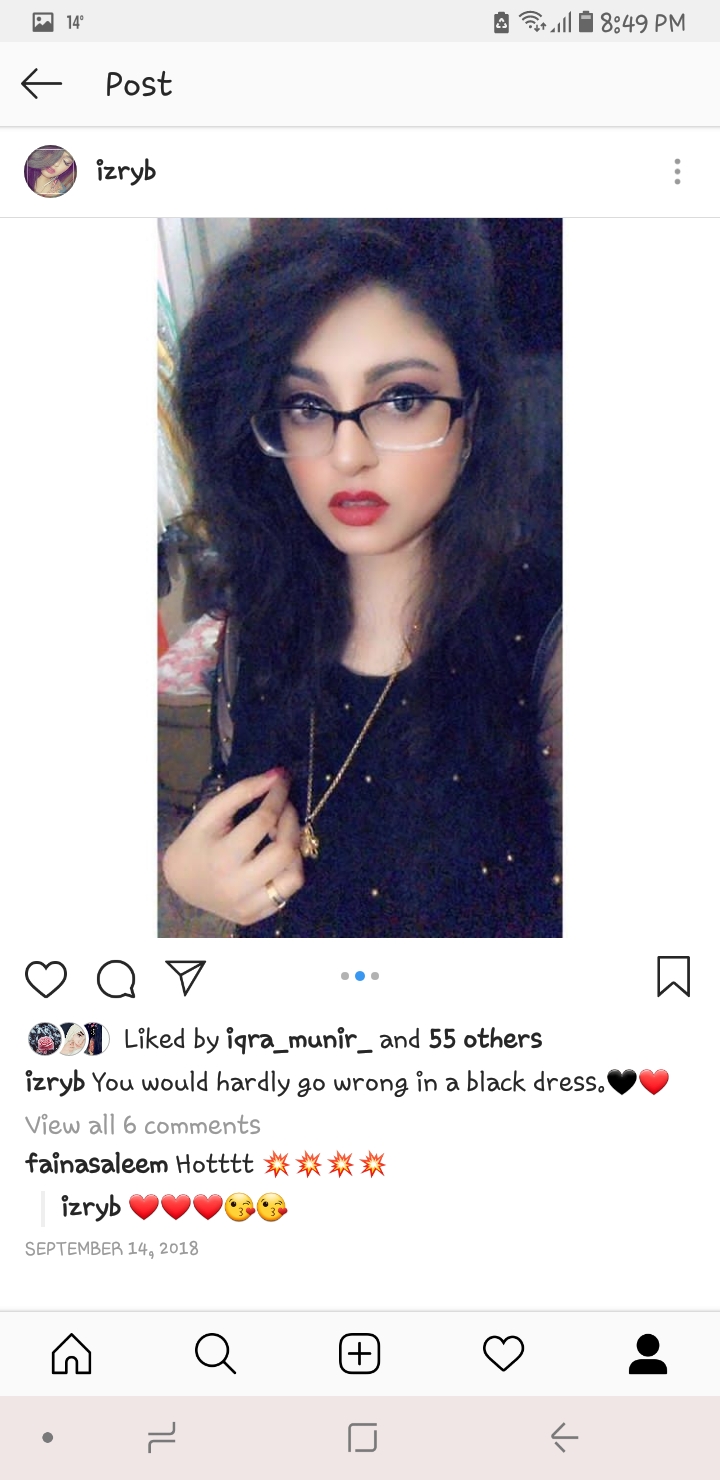 14°
8:49 PM
Post
izryb
Liked by iqra_munir_ and 55 others
izryb You would hardly go wrong in a black dress.🖤❤️
View all 6 comments
fainasaleem Hotttt 💥💥💥💥
izryb ❤️❤️❤️😘😘
SEPTEMBER 14, 2018